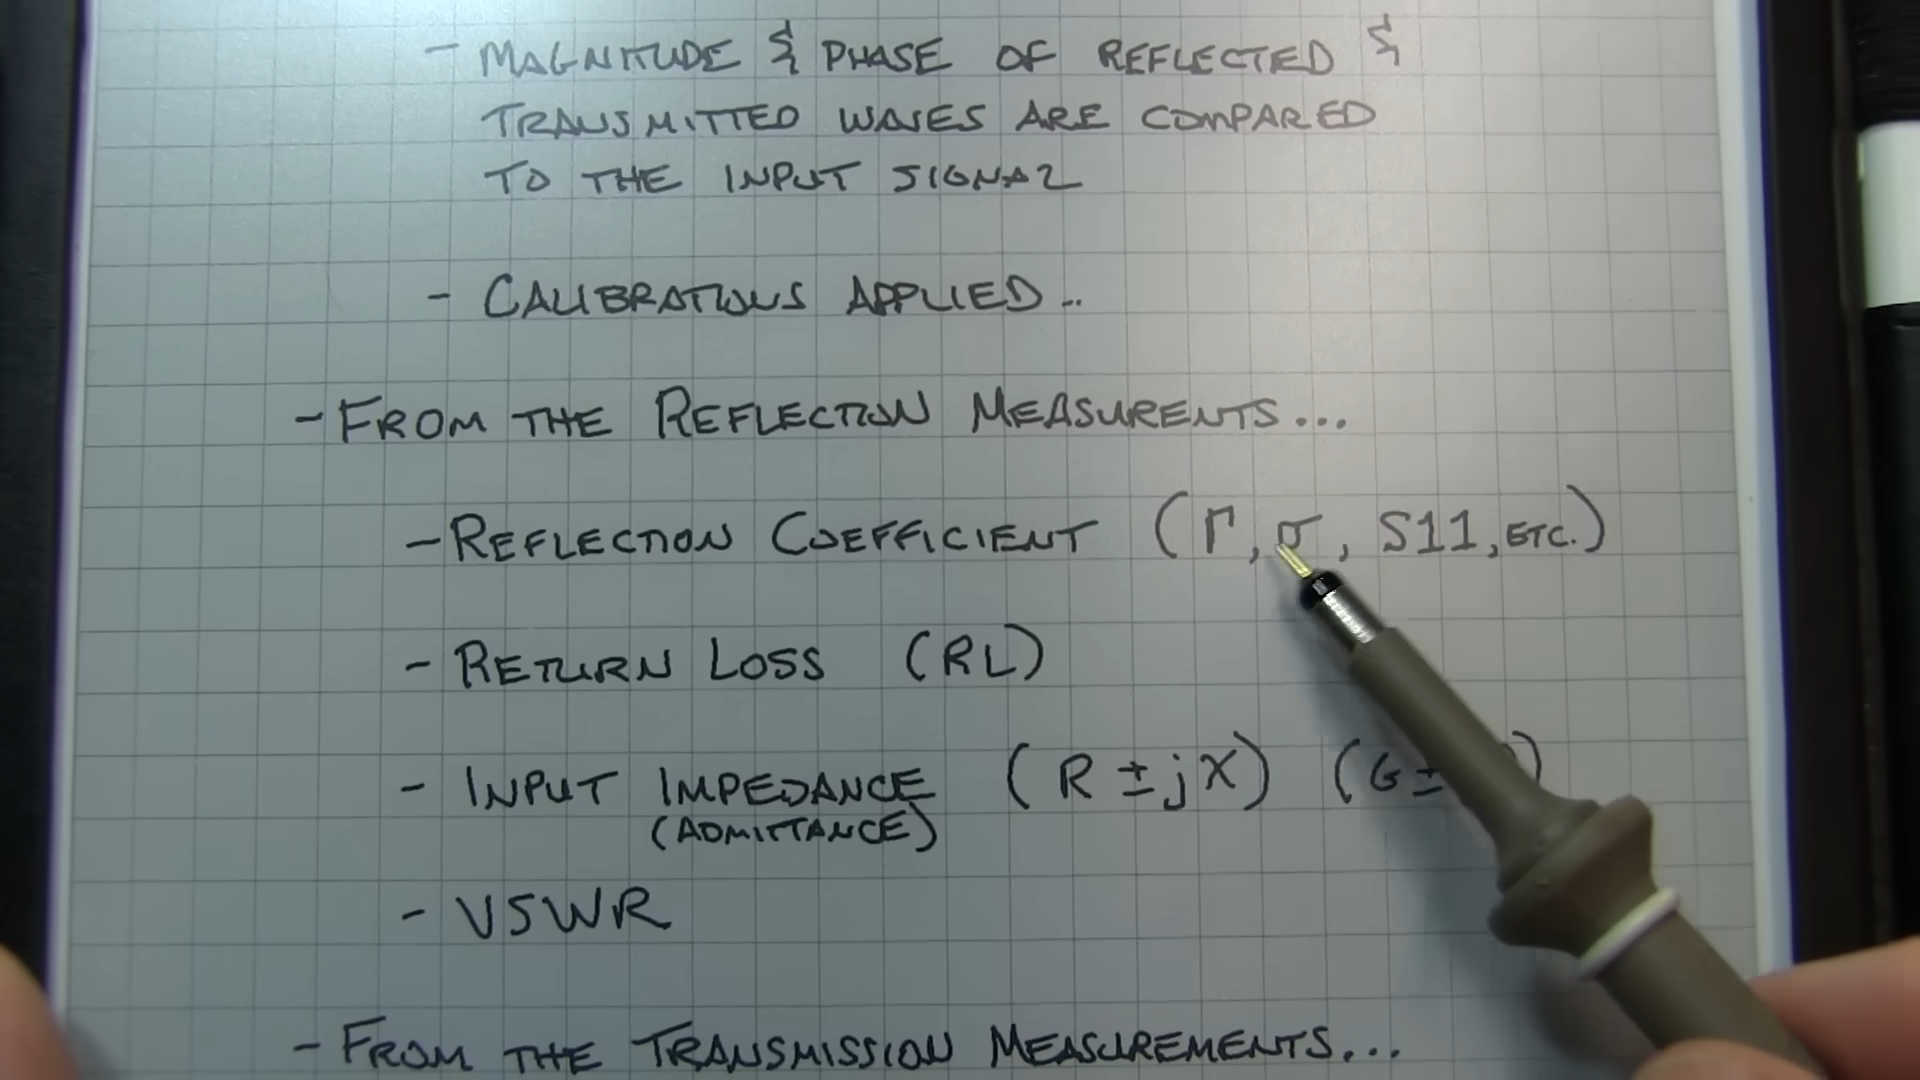 - MAGNITUDE & PHASE OF REFLECTED &
TRANSMITTED WAVES ARE COMPARED
TO THE INPUT SIGNAL
- CALIBRATIONS APPLIED..
- FROM THE REFLECTION MEASURENTS...
- REFLECTION COEFFICIENT (Γ, σ, S11, ETC.)
- RETURN LOSS (RL)
- INPUT IMPEDANCE (R ± jX) (G ± )
(ADMITTANCE)
- VSWR
- FROM THE TRANSMISSION MEASUREMENTS...